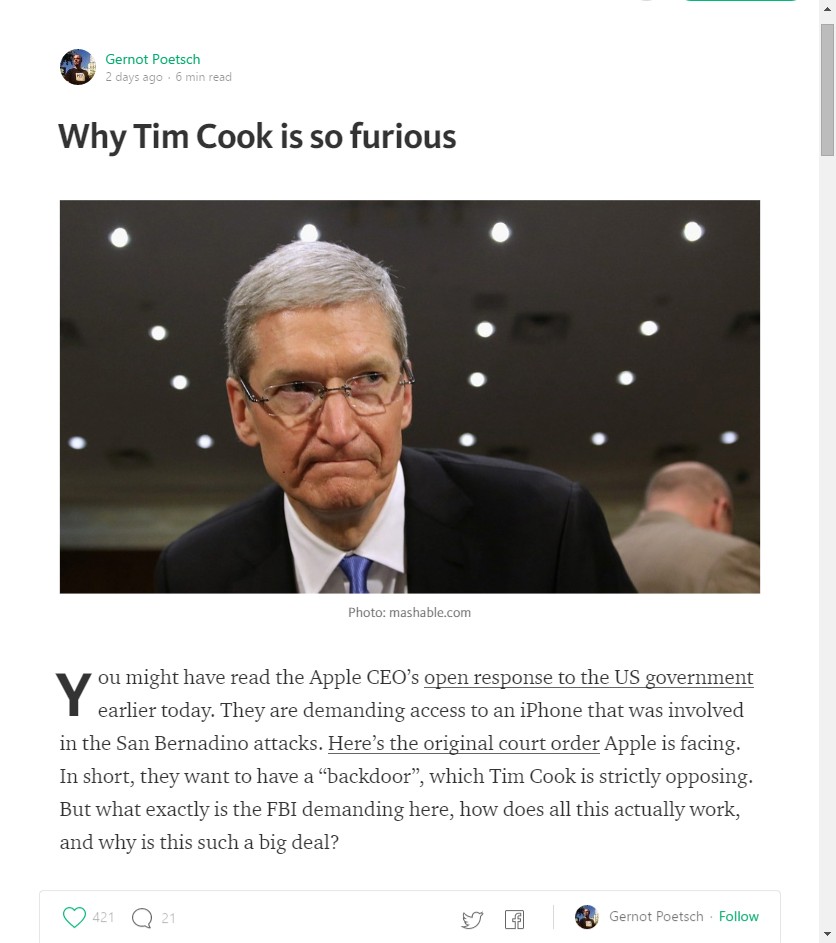 Gernot Poetsch
2 days ago · 6 min read
Why Tim Cook is so furious
Photo: mashable.com
You might have read the Apple CEO’s open response to the US government
earlier today. They are demanding access to an iPhone that was involved
in the San Bernadino attacks. Here’s the original court order Apple is facing.
In short, they want to have a “backdoor”, which Tim Cook is strictly opposing.
But what exactly is the FBI demanding here, how does all this actually work,
and why is this such a big deal?
421 21 Gernot Poetsch · Follow